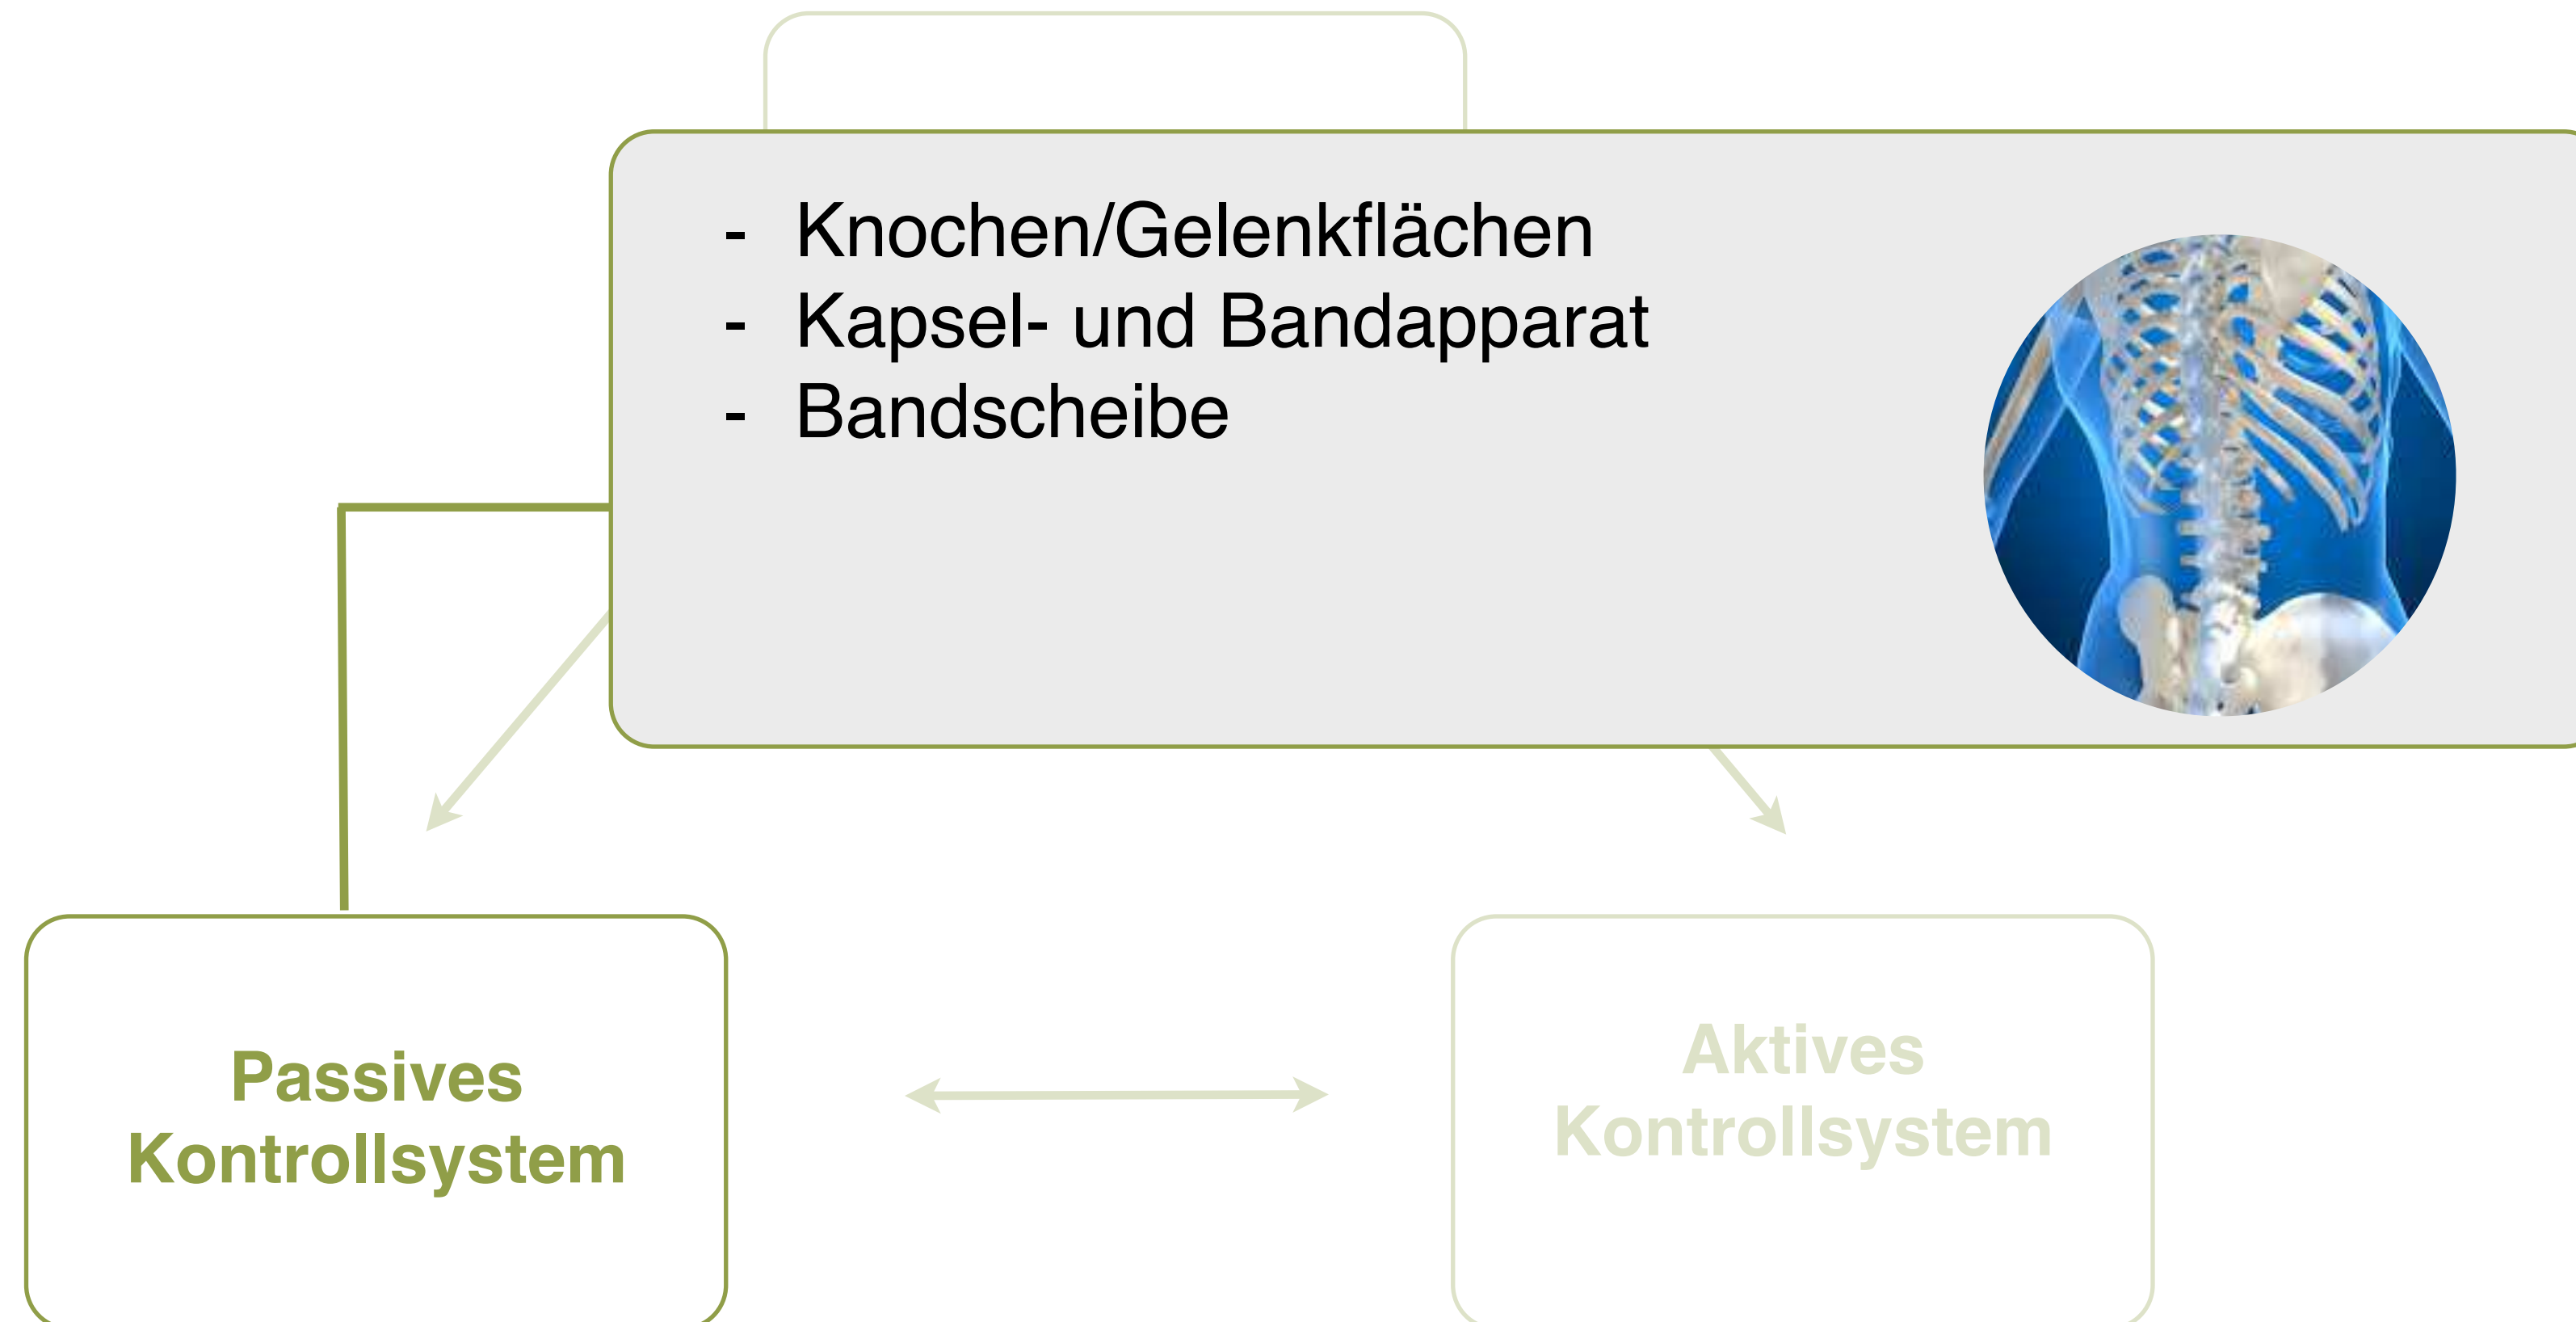 - Knochen/Gelenkflächen
- Kapsel- und Bandapparat
- Bandscheibe
Passives
Kontrollsystem
Aktives
Kontrollsystem